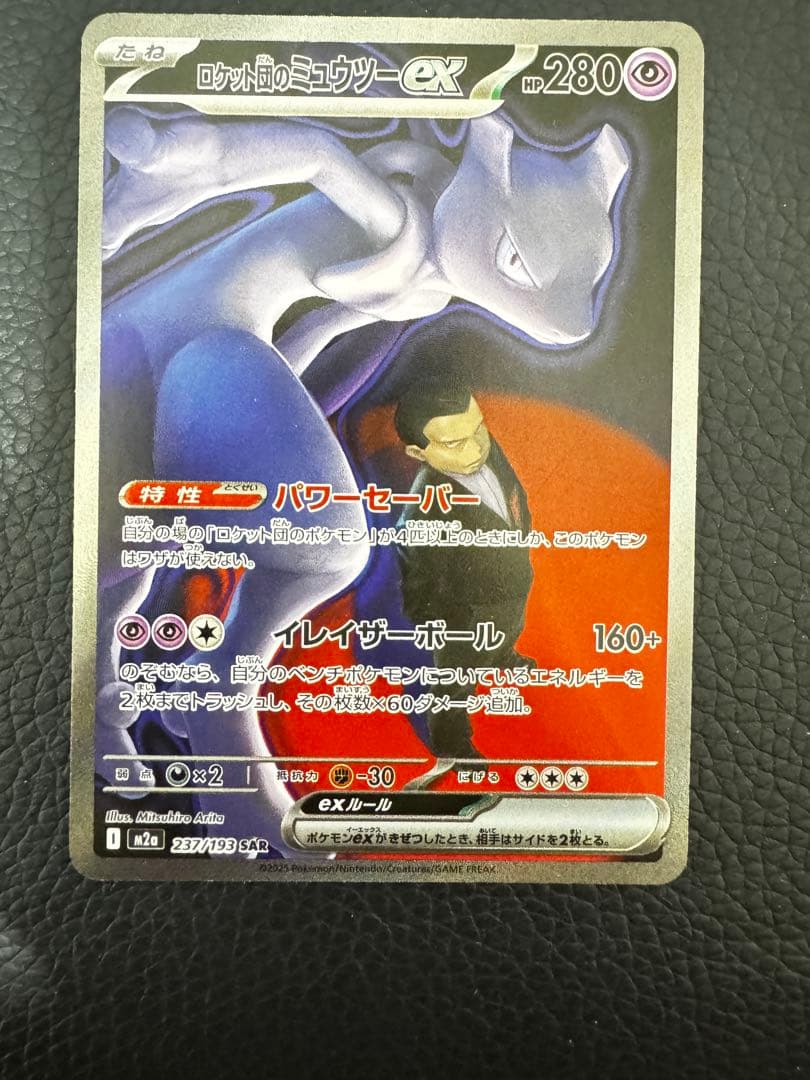 たね ロケット団のミュウツーex HP280
特性 とくせい パワーセーバー
自分の場の「ロケット団のポケモン」が4匹以上のときにしか、このポケモン
はワザが使えない。
イレイザーボール 160+
のぞむなら、自分のベンチポケモンについているエネルギーを
2枚までトラッシュし、その枚数×60ダメージ追加。
弱点 ×2 抵抗力 -30 にげる
Illus. Mitsuhiro Arita
exルール
ポケモンexがきぜつしたとき、相手はサイドを2枚とる。
I m2a 237/193 SAR
©2025 Pokémon/Nintendo/Creatures/GAME FREAK